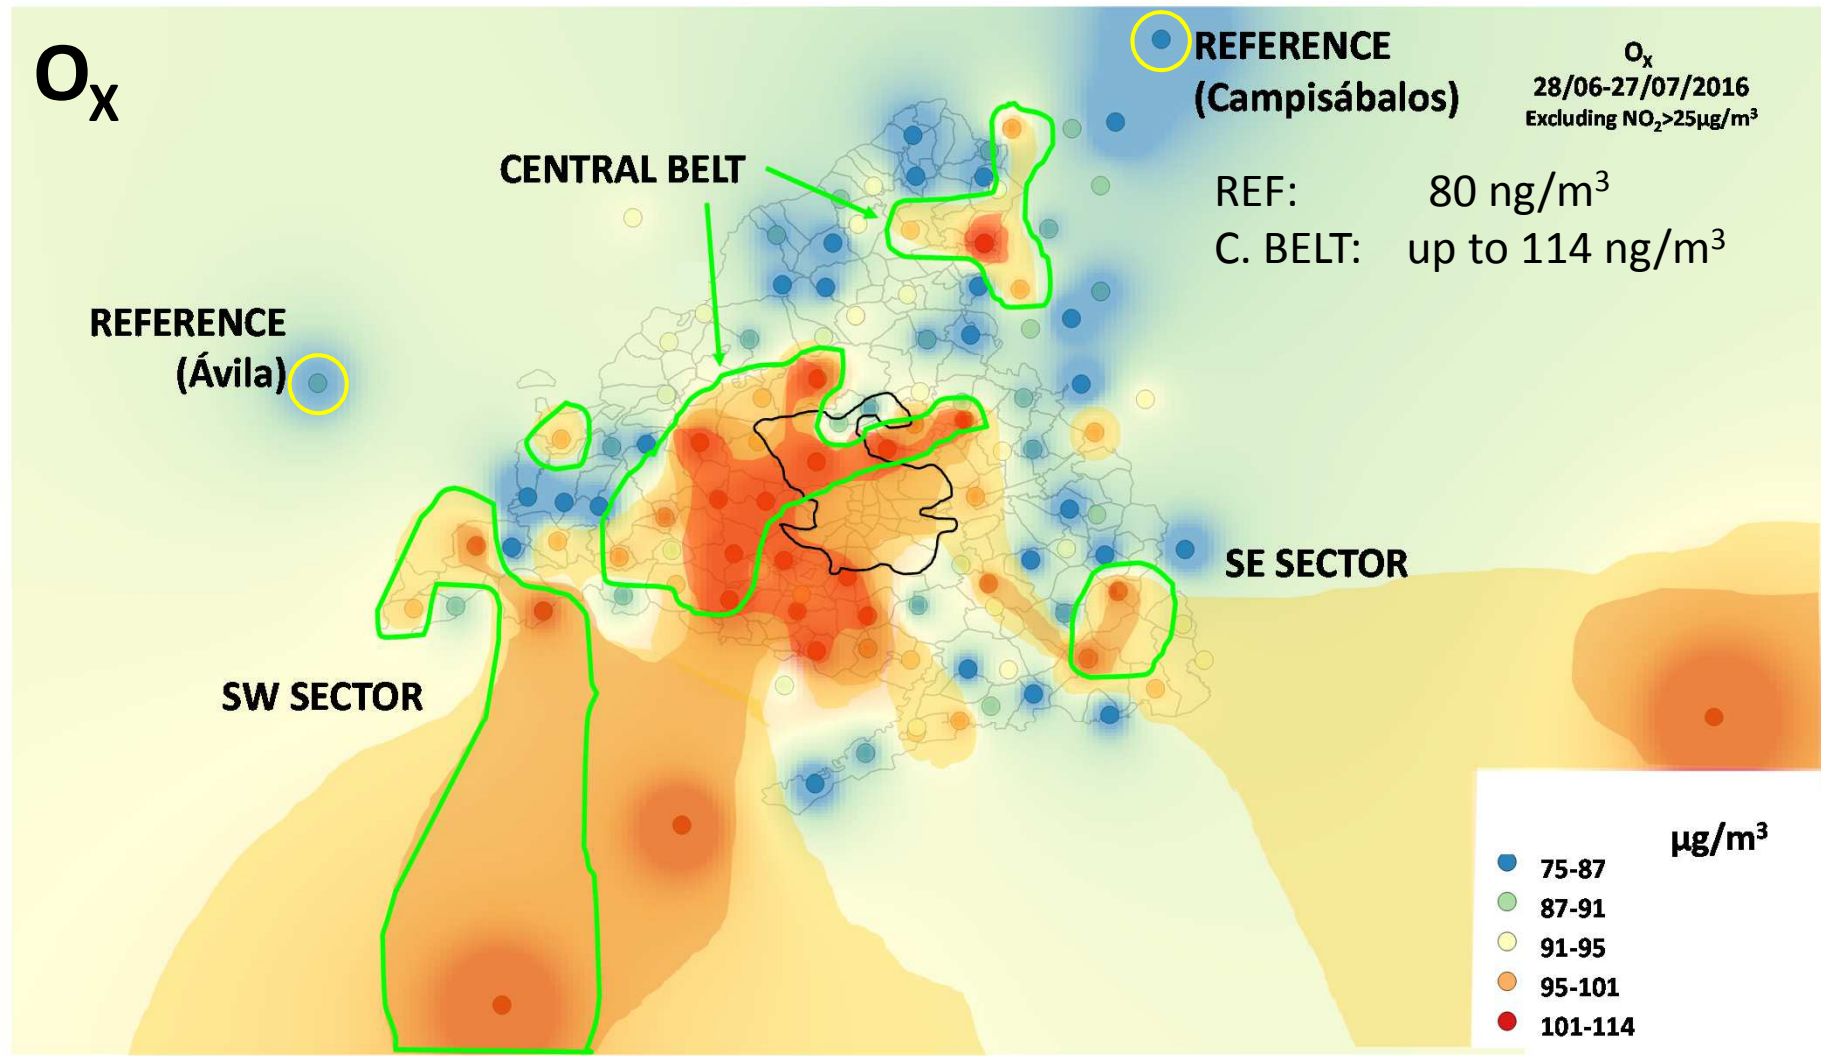 Oₓ
REFERENCE
(Campisábalos)
Oₓ
28/06-27/07/2016
Excluding NO₂>25µg/m³
CENTRAL BELT
REF: 80 ng/m³
C. BELT: up to 114 ng/m³
REFERENCE
(Ávila)
SE SECTOR
SW SECTOR
µg/m³
75-87
87-91
91-95
95-101
101-114